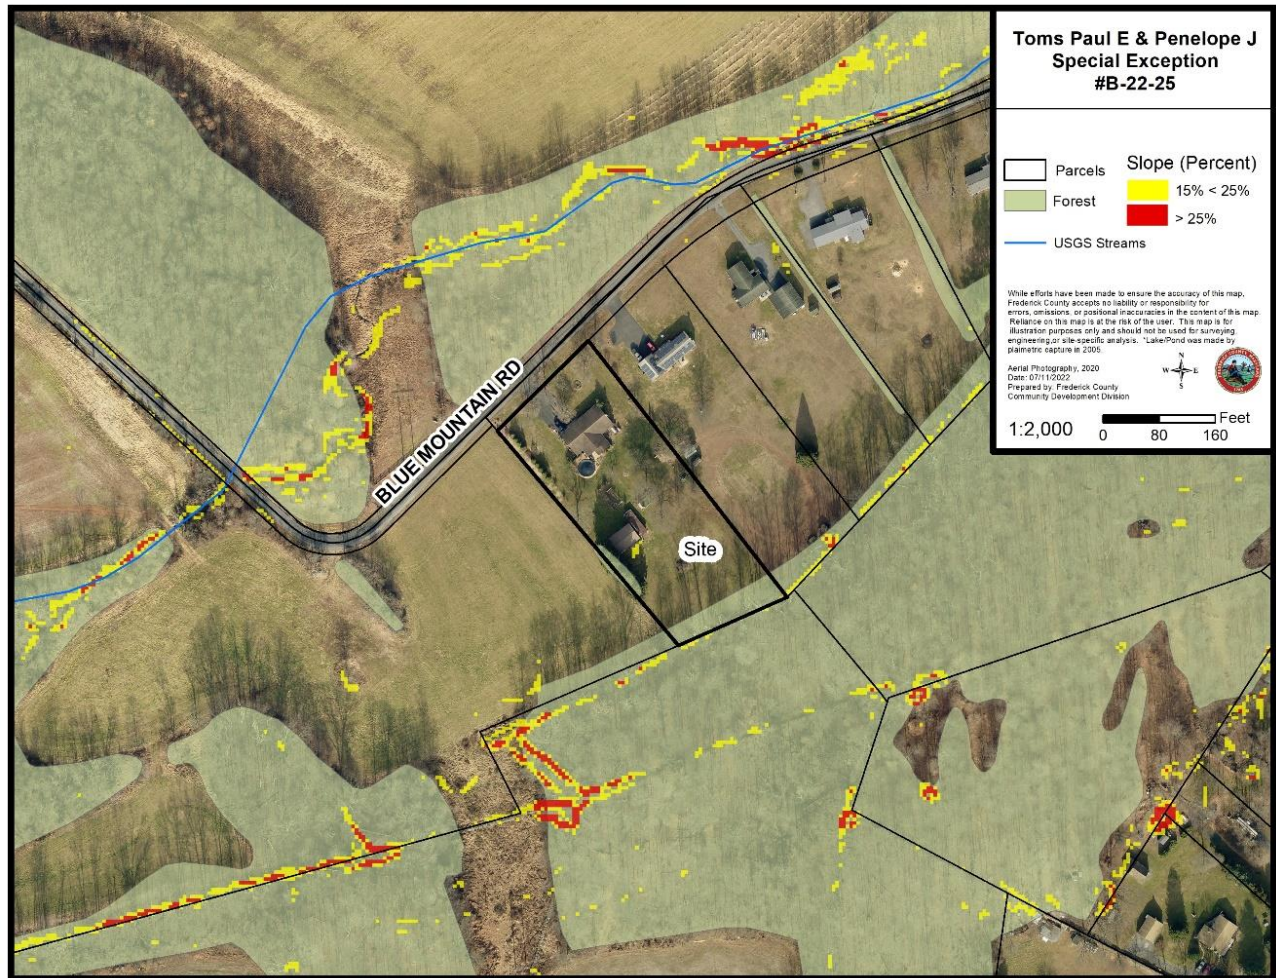 Toms Paul E & Penelope J
Special Exception
#B-22-25
Parcels
Forest
USGS Streams
Slope (Percent)
15% < 25%
> 25%
While efforts have been made to ensure the accuracy of this map,
Frederick County accepts no liability or responsibility for
errors, omissions, or positional inaccuracies in the content of this map.
Reliance on this map is at the risk of the user. This map is for
illustration purposes only and should not be used for surveying,
engineering,or site-specific analysis. *Lake/Pond was made by
plaimetric capture in 2005.
Aerial Photography, 2020
Date: 07/11/2022
Prepared by: Frederick County
Community Development Division
N
W E
S
1:2,000
0 80 160 Feet
BLUE MOUNTAIN RD
Site